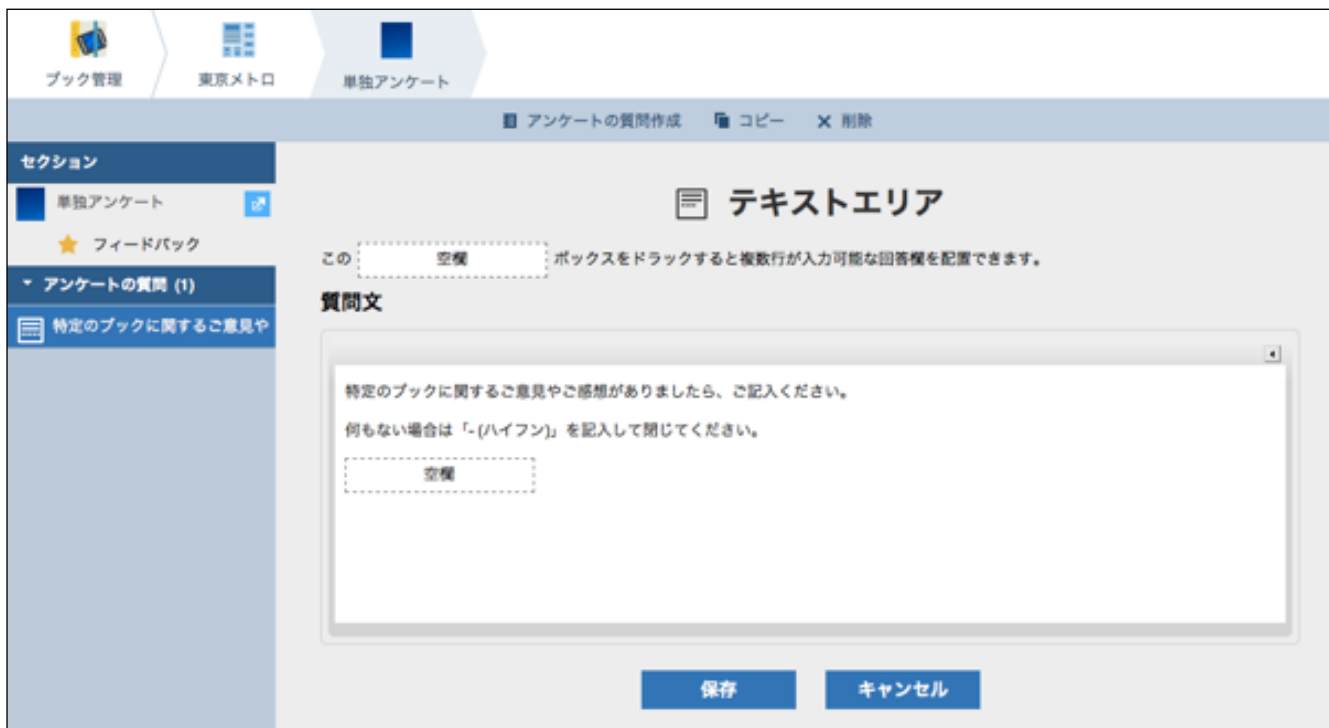 ブック管理
東京メトロ
単独アンケート
アンケートの質問作成 コピー 削除
セクション
単独アンケート
フィードバック
アンケートの質問 (1)
特定のブックに関するご意見や
テキストエリア
この 空欄 ボックスをドラックすると複数行が入力可能な回答欄を配置できます。
質問文
特定のブックに関するご意見やご感想がありましたら、ご記入ください。
何もない場合は「- (ハイフン)」を記入して閉じてください。
空欄
保存 キャンセル